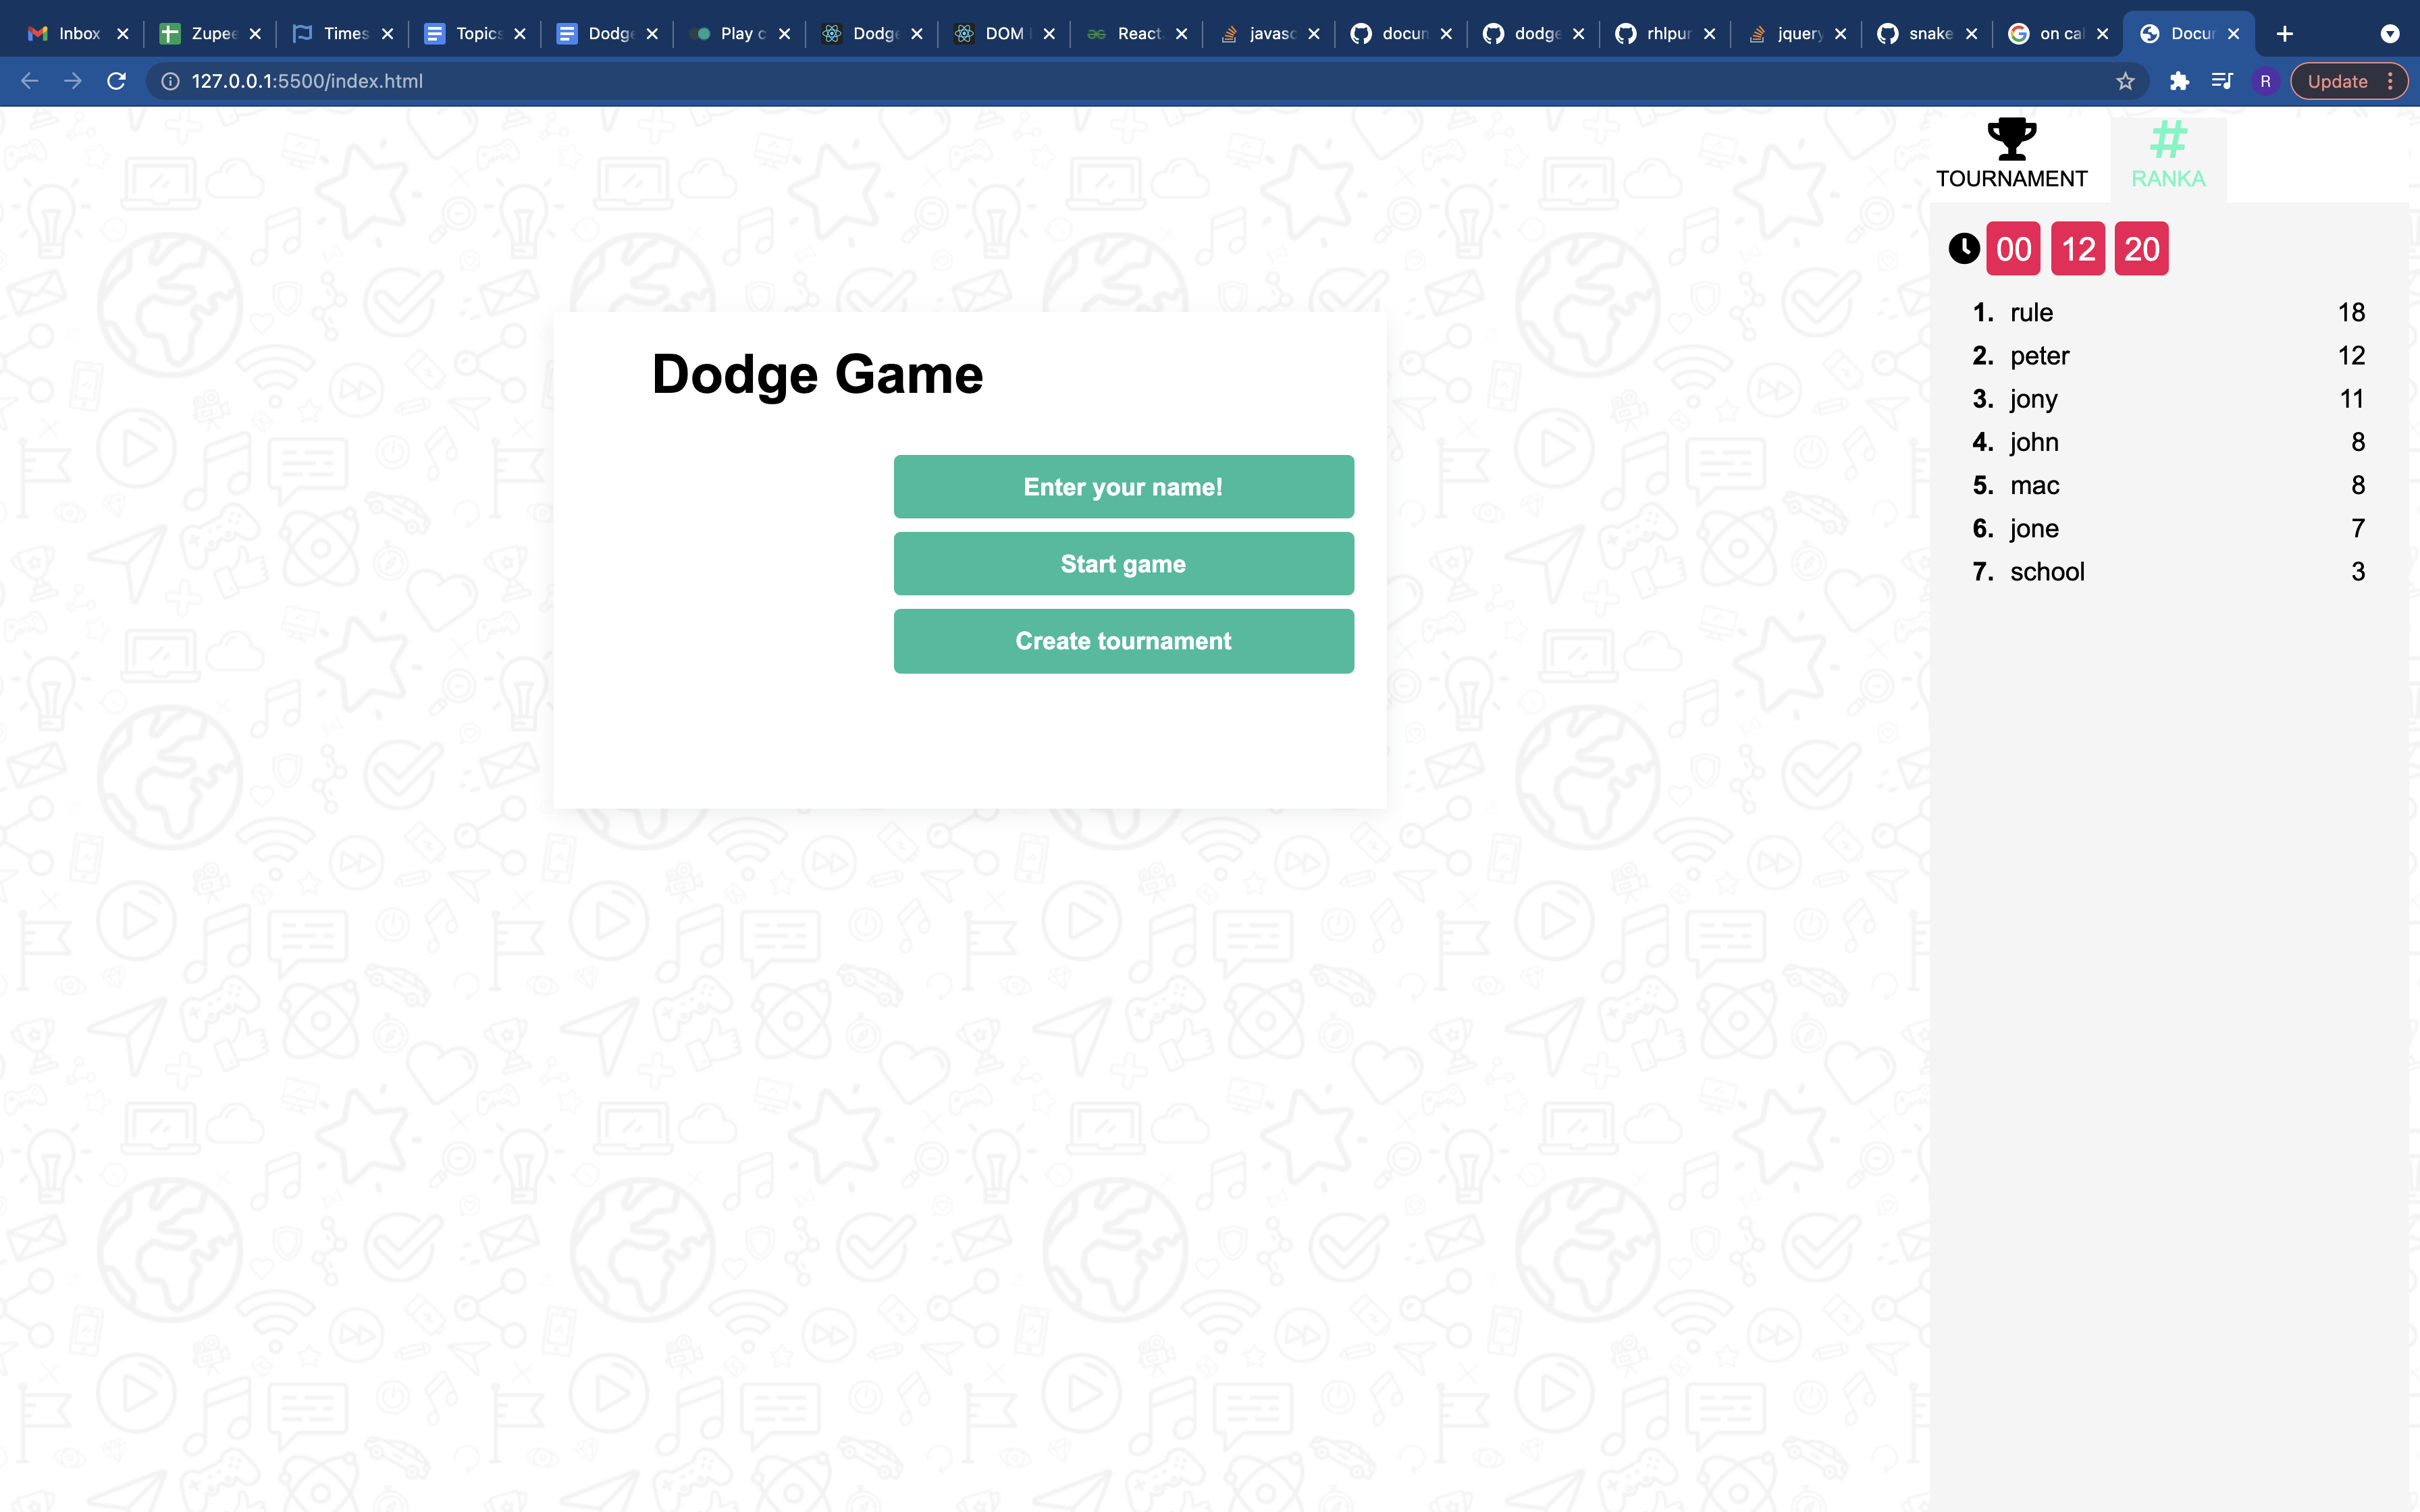 Inbox Zupee Times Topics Dodge Play c Dodge DOM React. javasc docum dodge rhlpur jquery snake on cal Docum
127.0.0.1:5500/index.html
Update
R
TOURNAMENT
#
RANKA
00 12 20
1. rule 18
2. peter 12
3. jony 11
4. john 8
5. mac 8
6. jone 7
7. school 3
Dodge Game
Enter your name!
Start game
Create tournament